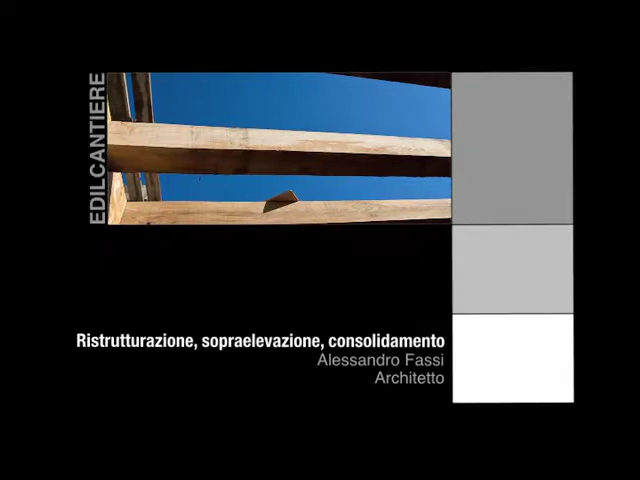 EDILCANTIERE
Ristrutturazione, sopraelevazione, consolidamento
Alessandro Fassi
Architetto